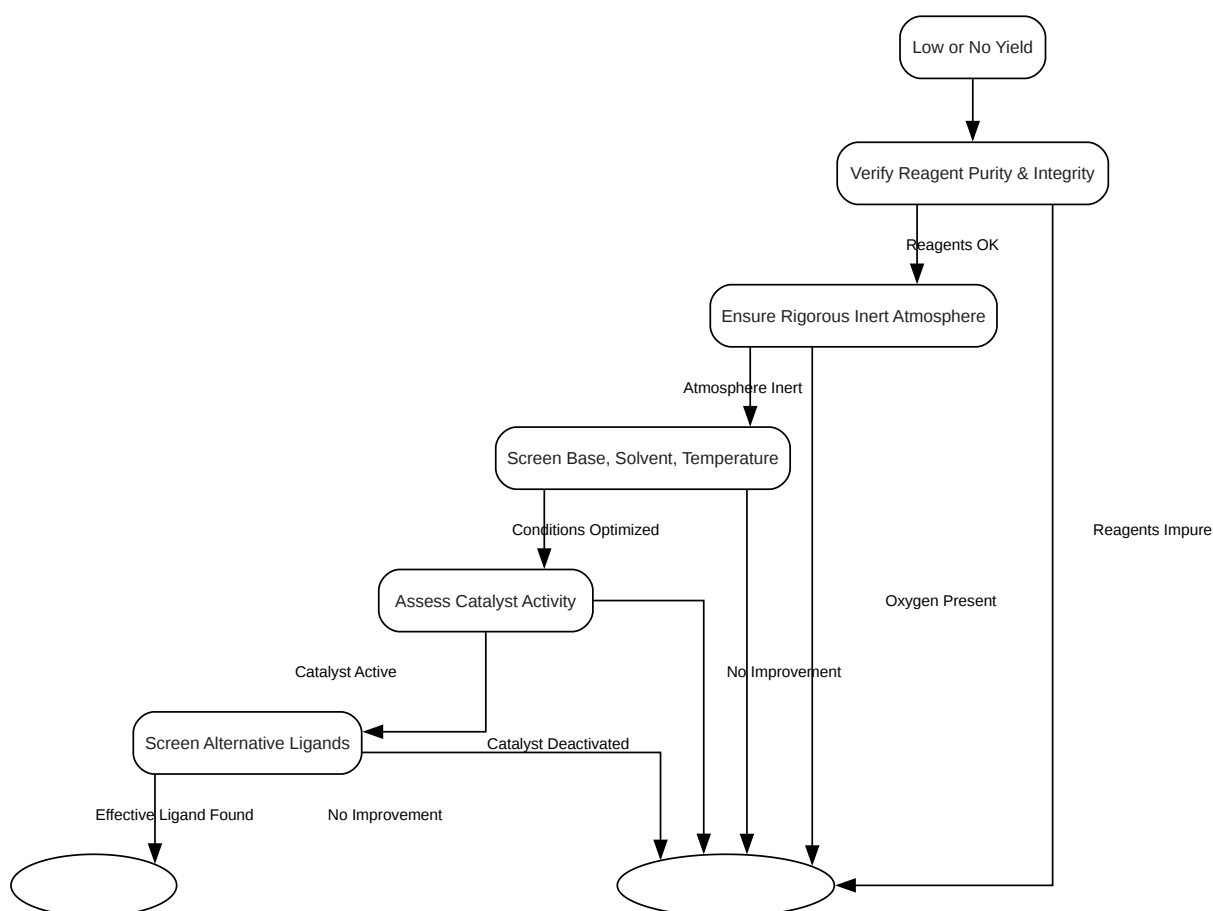 Low or No Yield
Verify Reagent Purity & Integrity
Reagents OK
Ensure Rigorous Inert Atmosphere
Atmosphere Inert
Screen Base, Solvent, Temperature
Conditions Optimized
Reagents Impure
Assess Catalyst Activity
Oxygen Present
Catalyst Active
No Improvement
Screen Alternative Ligands
Catalyst Deactivated
Effective Ligand Found
No Improvement